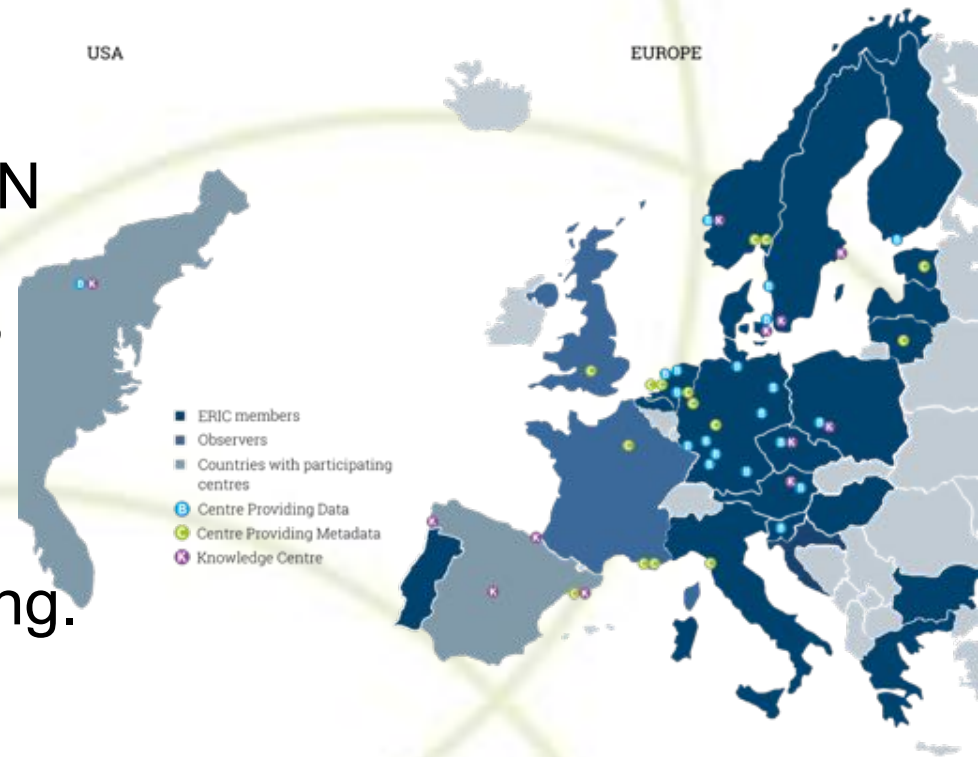 USA
EUROPE
N
ERIC members
Observers
Countries with participating
centres
B Centre Providing Data
C Centre Providing Metadata
K Knowledge Centre
ng.